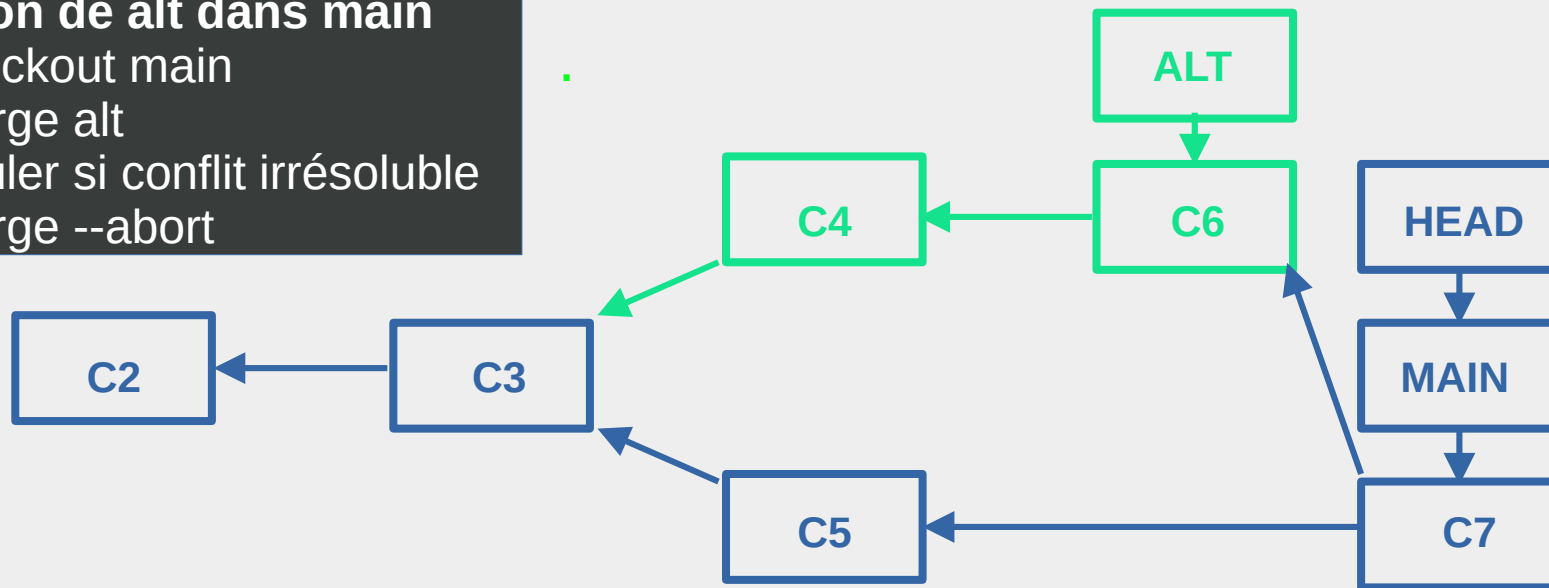 on de alt dans main
ckout main
rge alt
uler si conflit irrésoluble
rge --abort
.
ALT
C4
C6
HEAD
C2
C3
MAIN
C5
C7